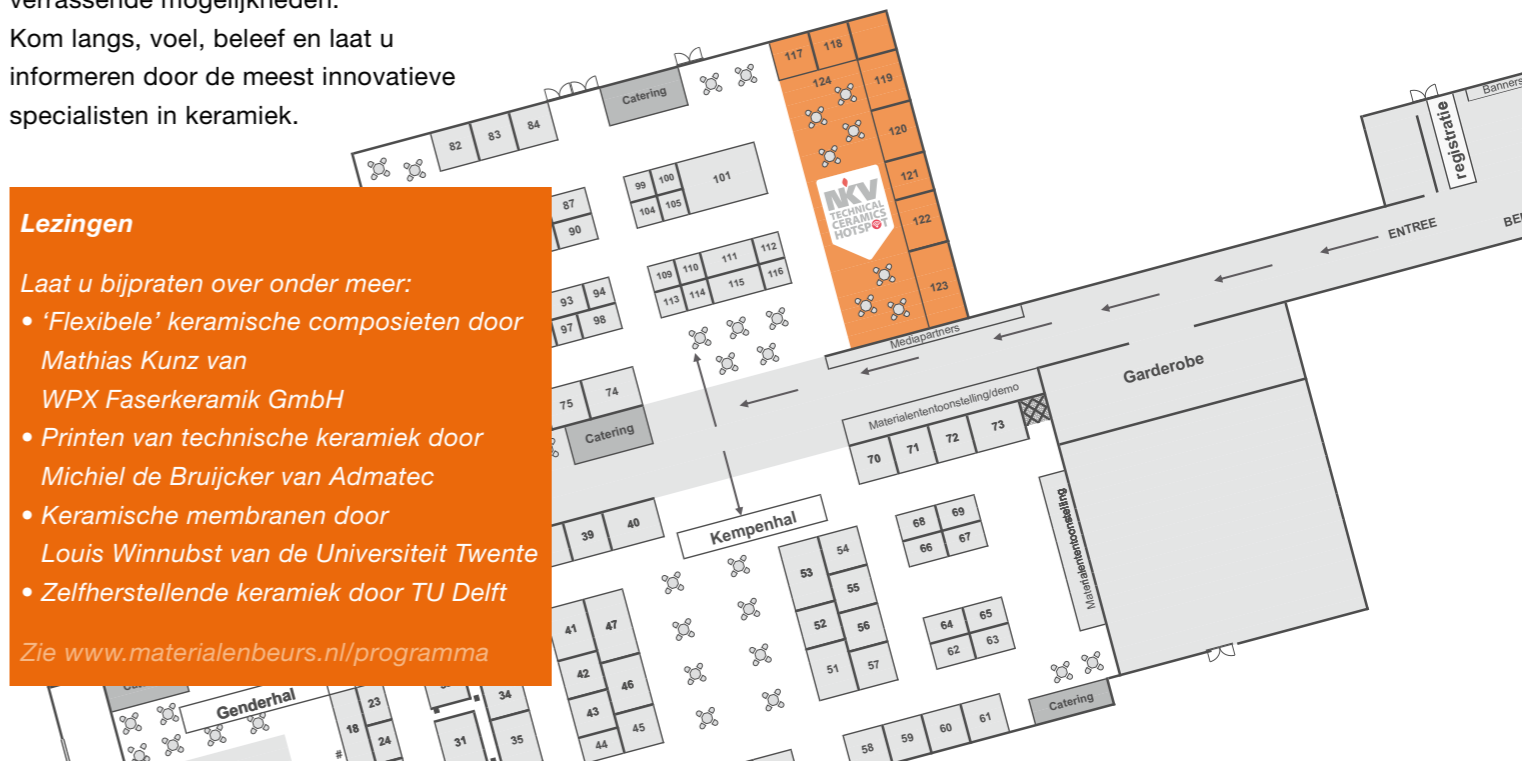 verrassende mogelijkheden.
Kom langs, voel, beleef en laat u
informeren door de meest innovatieve
specialisten in keramiek.
Lezingen
Laat u bijpraten over onder meer:
• ‘Flexibele’ keramische composieten door
Mathias Kunz van
WPX Faserkeramik GmbH
• Printen van technische keramiek door
Michiel de Bruijcker van Admatec
• Keramische membranen door
Louis Winnubst van de Universiteit Twente
• Zelfherstellende keramiek door TU Delft
Zie www.materialenbeurs.nl/programma
82 83 84
Catering
117 118
124
119
120
121
122
123
NKV
TECHNICAL
CERAMICS
HOTSPOT
87
90
99 100
104 105
101
93 94
97 98
109 110 111 112
113 114 115 116
75 74
Catering
Mediapartners
Banners
registratie
ENTREE
Garderobe
Materialententoonstelling/demo
70 71 72 73
Materialententoonstelling
39 40
Kempenhal
68 69
66 67
53 54
55
52 56
51 57
64 65
62 63
41 47
42
46
43
44 45
Catering
58 59 60 61
Genderhal
18
23
24
#
31
34
35